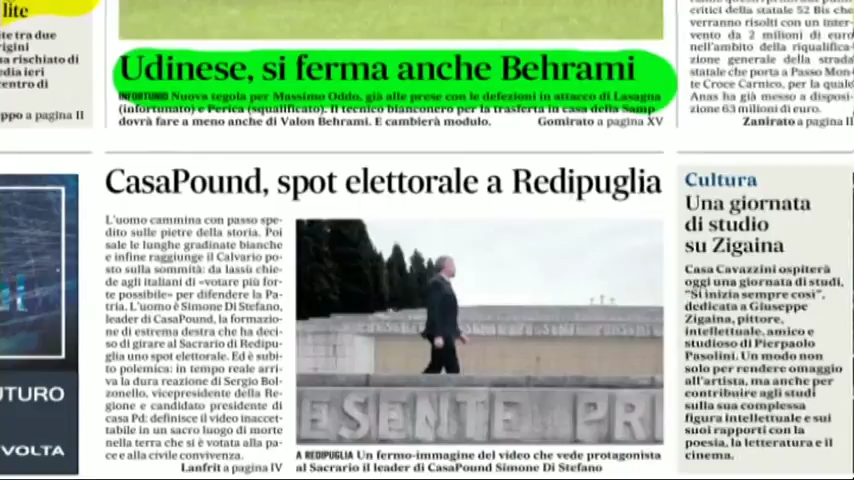 lite
te tra due
rigini
a rischiato di
edia ieri
centro di
ppo a pagina II
Udinese, si ferma anche Behrami
INFORTUNIO Nuova tegola per Massimo Oddo, già alle prese con le defezioni in attacco di Lasagna
(infortunato) e Perica (squalificato). Il tecnico bianconero per la trasferta in casa della Samp
dovrà fare a meno anche di Valon Behrami. E cambierà modulo.
Gomirato a pagina XV
critici della statale 52 Bis che
verranno risolti con un inter-
vento da 2 milioni di euro
nell'ambito della riqualifica-
zione generale della strada
statale che porta a Passo Mon-
te Croce Carnico, per la quale
Anas ha già messo a disposi-
zione 63 milioni di euro.
Zanirato a pagina II
UTURO
VOLTA
CasaPound, spot elettorale a Redipuglia
L'uomo cammina con passo spe-
dito sulle pietre della storia. Poi
sale le lunghe gradinate bianche
e infine raggiunge il Calvario po-
sto sulla sommità: da lassù chie-
de agli italiani di «votare più for-
te possibile» per difendere la Pa-
tria. L'uomo è Simone Di Stefano,
leader di CasaPound, la formazio-
ne di estrema destra che ha deci-
so di girare al Sacrario di Redipu-
glia uno spot elettorale. Ed è subi-
to polemica: in tempo reale arri-
va la dura reazione di Sergio Bol-
zonello, vicepresidente della Re-
gione e candidato presidente di
casa Pd: definisce il video inaccet-
tabile in un sacro luogo di morte
nella terra che si è votata alla pa-
ce e alla civile convivenza.
Lanfrit a pagina IV
ESENTE PR
A REDIPUGLIA Un fermo-immagine del video che vede protagonista
al Sacrario il leader di CasaPound Simone Di Stefano
Cultura
Una giornata
di studio
su Zigaina
Casa Cavazzini ospiterà
oggi una giornata di studi,
"Si inizia sempre così",
dedicata a Giuseppe
Zigaina, pittore,
intellettuale, amico e
studioso di Pierpaolo
Pasolini. Un modo non
solo per rendere omaggio
all'artista, ma anche per
contribuire agli studi
sulla sua complessa
figura intellettuale e sui
suoi rapporti con la
poesia, la letteratura e il
cinema.